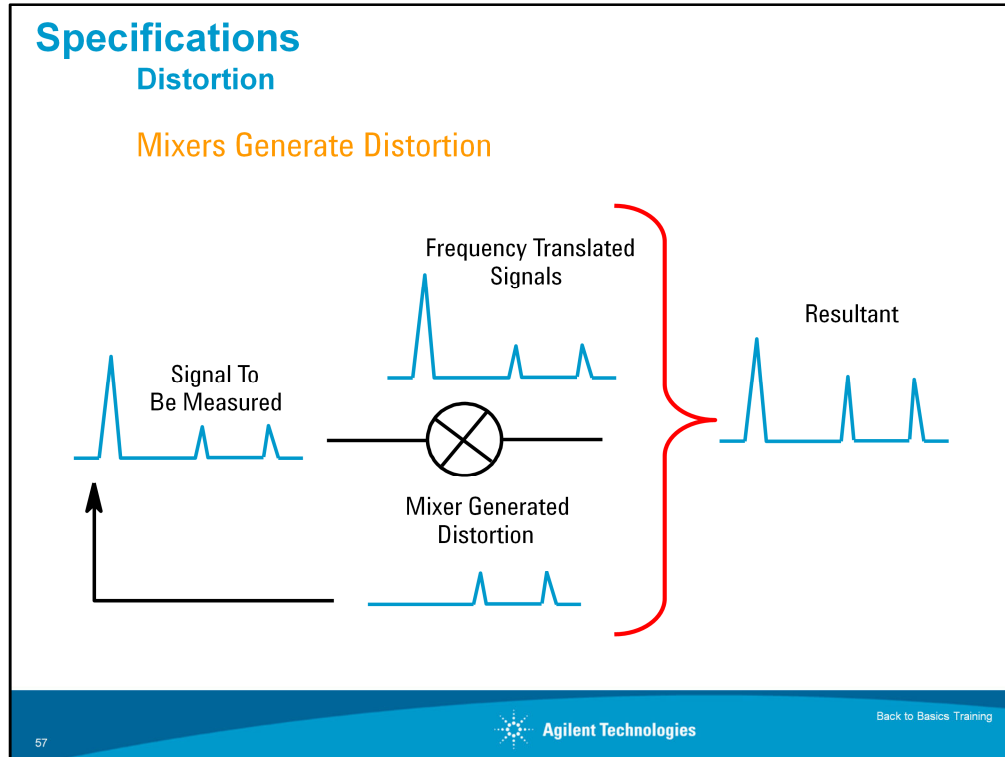 Specifications
Distortion
Mixers Generate Distortion
Frequency Translated
Signals
Resultant
Signal To
Be Measured
Mixer Generated
Distortion
57
Agilent Technologies
Back to Basics Training